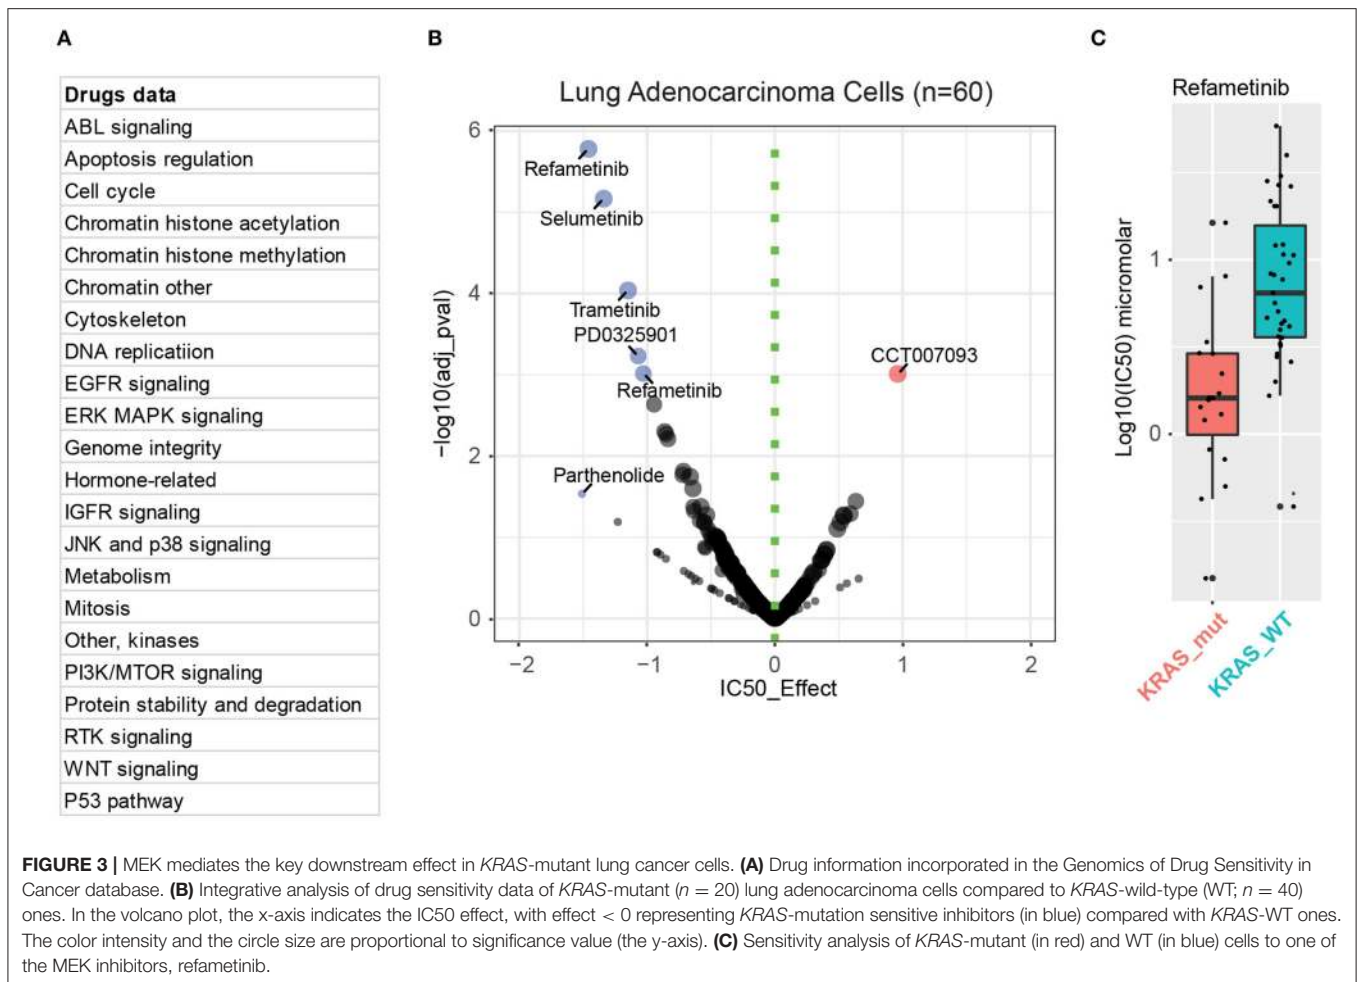 A
Drugs data
ABL signaling
Apoptosis regulation
Cell cycle
Chromatin histone acetylation
Chromatin histone methylation
Chromatin other
Cytoskeleton
DNA replicatiion
EGFR signaling
ERK MAPK signaling
Genome integrity
Hormone-related
IGFR signaling
JNK and p38 signaling
Metabolism
Mitosis
Other, kinases
PI3K/MTOR signaling
Protein stability and degradation
RTK signaling
WNT signaling
P53 pathway
B
Lung Adenocarcinoma Cells (n=60)
−log10(adj_pval)
6
4
2
0
Refametinib
Selumetinib
Trametinib
PD0325901
Refametinib
CCT007093
Parthenolide
−2
−1
0
1
2
IC50_Effect
C
Refametinib
Log10(IC50) micromolar
1
0
KRAS_mut
KRAS_WT
FIGURE 3 | MEK mediates the key downstream effect in KRAS-mutant lung cancer cells. (A) Drug information incorporated in the Genomics of Drug Sensitivity in
Cancer database. (B) Integrative analysis of drug sensitivity data of KRAS-mutant (n = 20) lung adenocarcinoma cells compared to KRAS-wild-type (WT; n = 40)
ones. In the volcano plot, the x-axis indicates the IC50 effect, with effect < 0 representing KRAS-mutation sensitive inhibitors (in blue) compared with KRAS-WT ones.
The color intensity and the circle size are proportional to significance value (the y-axis). (C) Sensitivity analysis of KRAS-mutant (in red) and WT (in blue) cells to one of
the MEK inhibitors, refametinib.